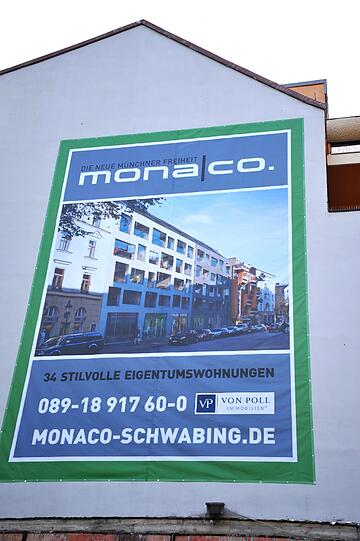 DIE NEUE MÜNCHNER FREIHEIT
mona|co.
34 STILVOLLE EIGENTUMSWOHNUNGEN
089-18 917 60-0 VP VON POLL
IMMOBILIEN®
MONACO-SCHWABING.DE